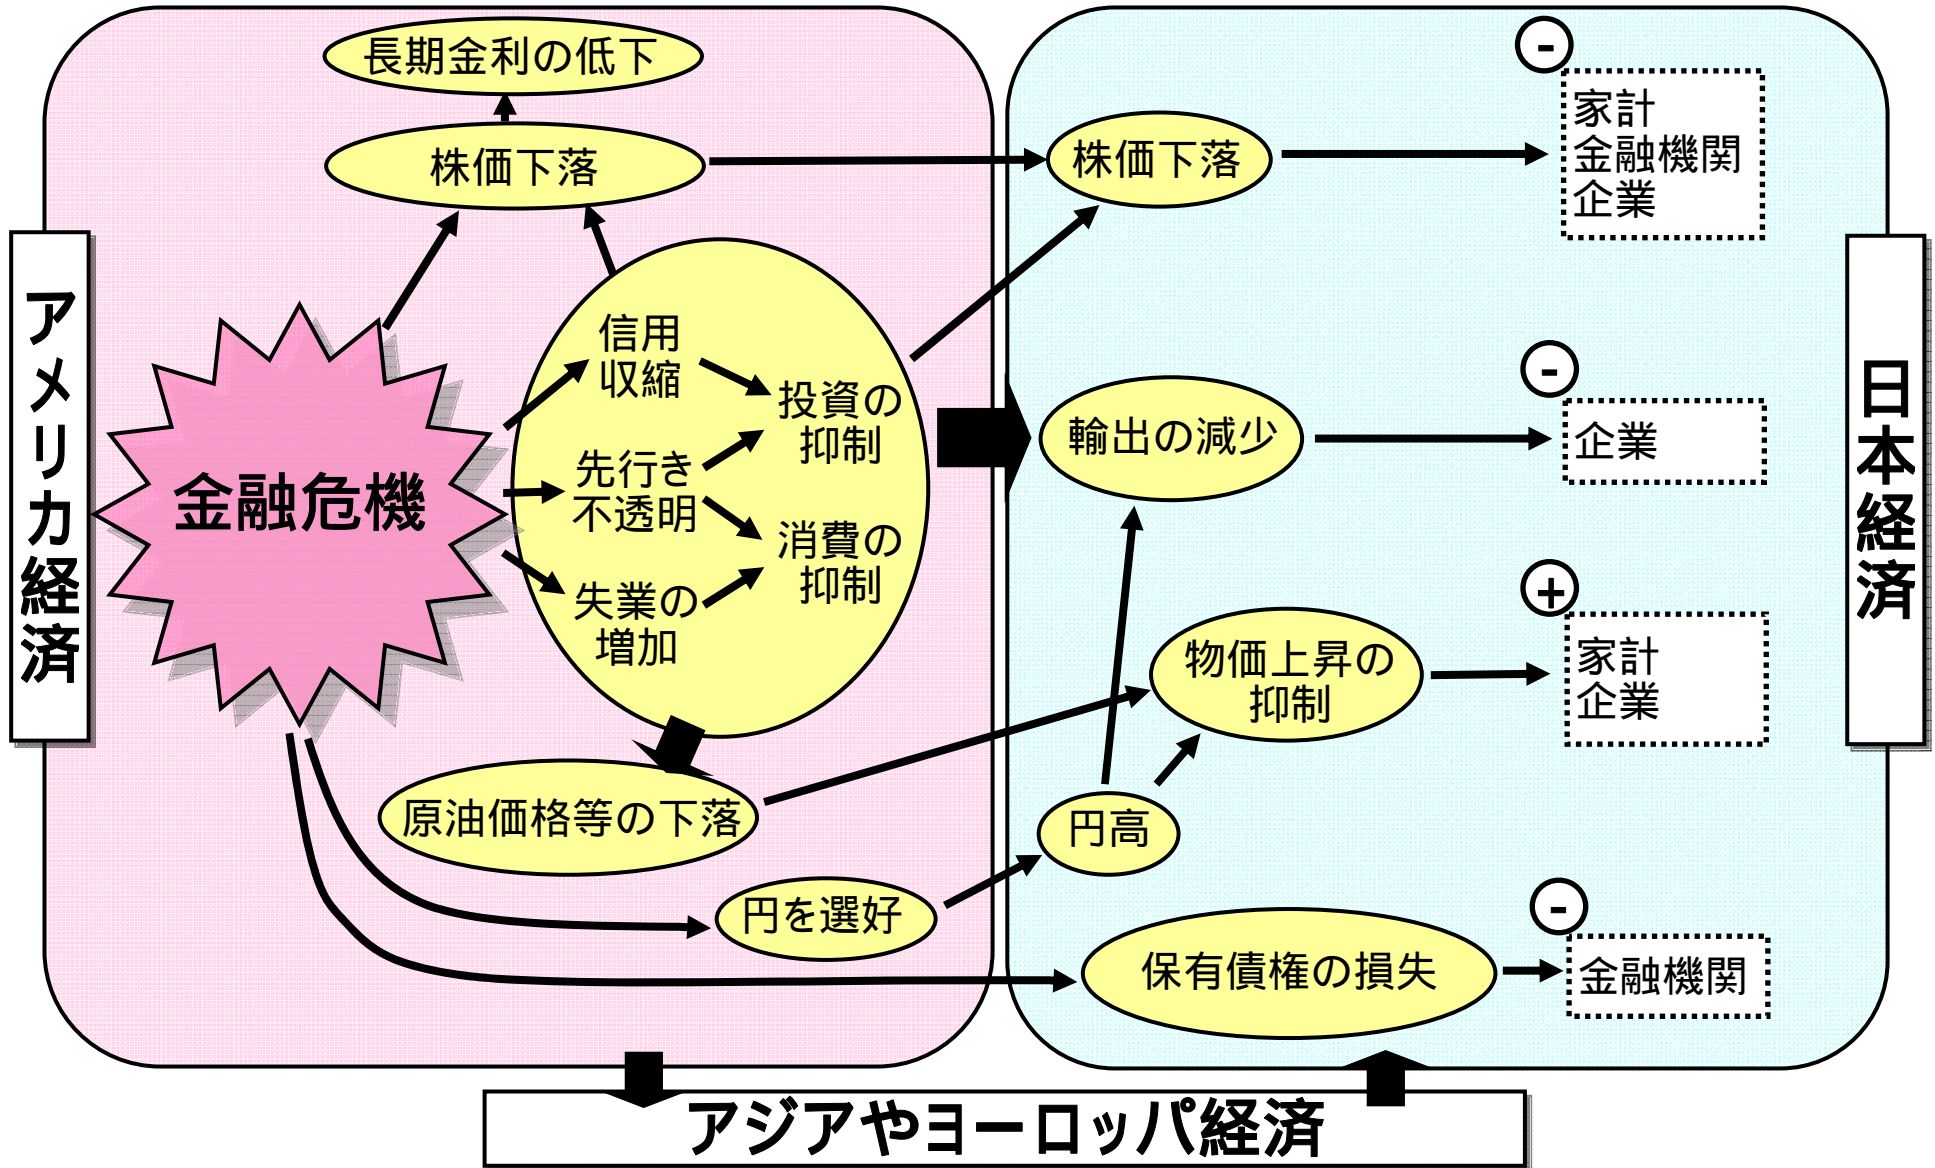 アメリカ経済
長期金利の低下
株価下落
金融危機
信用
収縮
先行き
不透明
失業の
増加
投資の
抑制
消費の
抑制
原油価格等の下落
円を選好
株価下落
-
家計
金融機関
企業
輸出の減少
-
企業
物価上昇の
抑制
+
家計
企業
円高
保有債権の損失
-
金融機関
日本経済
アジアやヨーロッパ経済